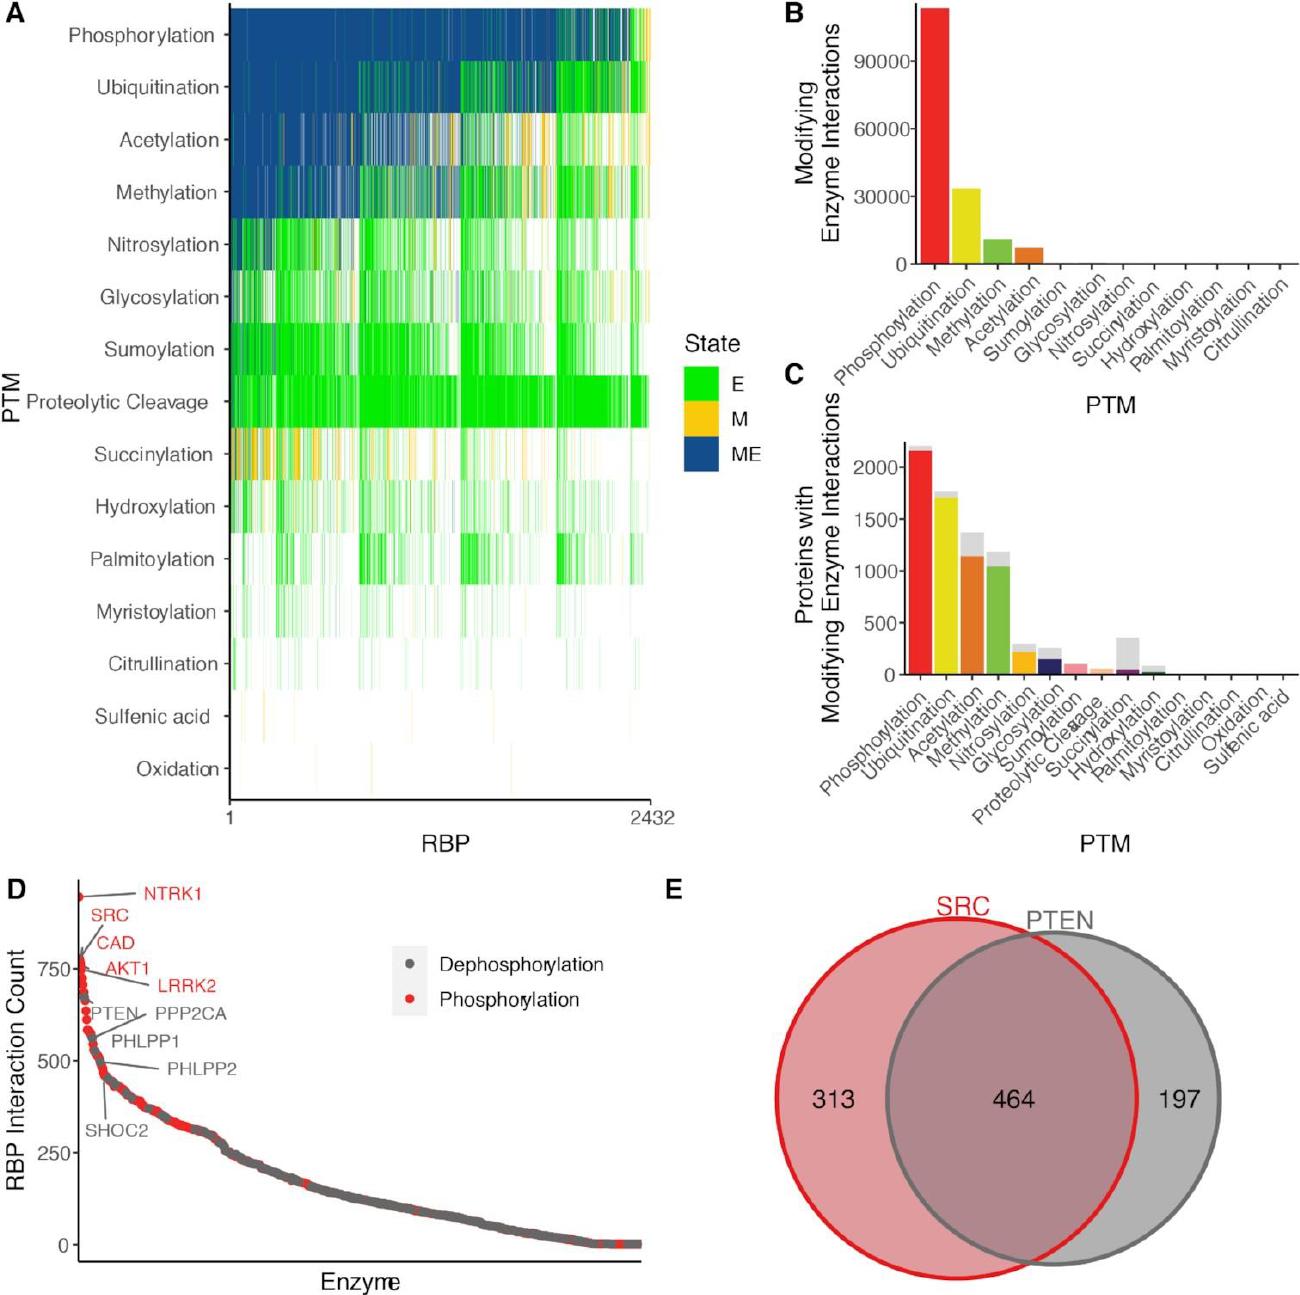 A
Phosphorylation
Ubiquitination
Acetylation
Methylation
Nitrosylation
Glycosylation
Sumoylation
Proteolytic Cleavage
Succinylation
Hydroxylation
Palmitoylation
Myristoylation
Citrullination
Sulfenic acid
Oxidation
PTM
1
2432
RBP
State
E
M
ME
B
Modifying
Enzyme Interactions
90000
60000
30000
0
Phosphorylation
Ubiquitination
Methylation
Acetylation
Sumoylation
Glycosylation
Nitrosylation
Succinylation
Hydroxylation
Palmitoylation
Myristoylation
Citrullination
PTM
C
Proteins with
Modifying Enzyme Interactions
2000
1500
1000
500
0
Phosphorylation
Ubiquitination
Acetylation
Methylation
Nitrosylation
Glycosylation
Sumoylation
Proteolytic Cleavage
Succinylation
Hydroxylation
Palmitoylation
Myristoylation
Citrullination
Oxidation
Sulfenic acid
PTM
D
RBP Interaction Count
750
500
250
0
NTRK1
SRC
CAD
AKT1
LRRK2
PTEN
PPP2CA
PHLPP1
PHLPP2
SHOC2
Dephosphorylation
Phosphorylation
Enzyme
E
SRC
PTEN
313
464
197